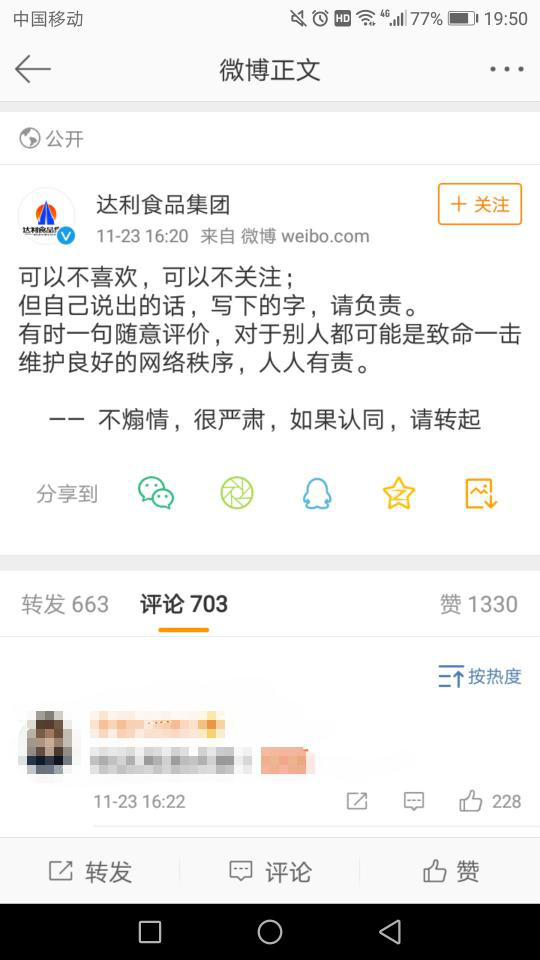 中国移动 HD 4G 77% 19:50
微博正文
公开
达利食品集团
+ 关注
11-23 16:20 来自 微博 weibo.com
可以不喜欢，可以不关注；
但自己说出的话，写下的字，请负责。
有时一句随意评价，对于别人都可能是致命一击
维护良好的网络秩序，人人有责。
—— 不煽情，很严肃，如果认同，请转起
分享到
转发 663 评论 703 赞 1330
按热度
11-23 16:22 228
转发 评论 赞